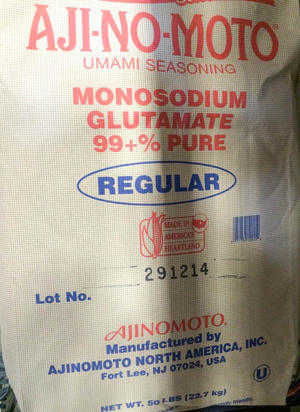 AJI-NO-MOTO®
UMAMI SEASONING
MONOSODIUM
GLUTAMATE
99+% PURE
REGULAR
MADE IN
AMERICA'S
HEARTLAND
291214
Lot No.
AJINOMOTO.
Manufactured by
AJINOMOTO NORTH AMERICA, INC.
Fort Lee, NJ 07024, USA
U
NET WT. 50 LBS (22.7 kg)